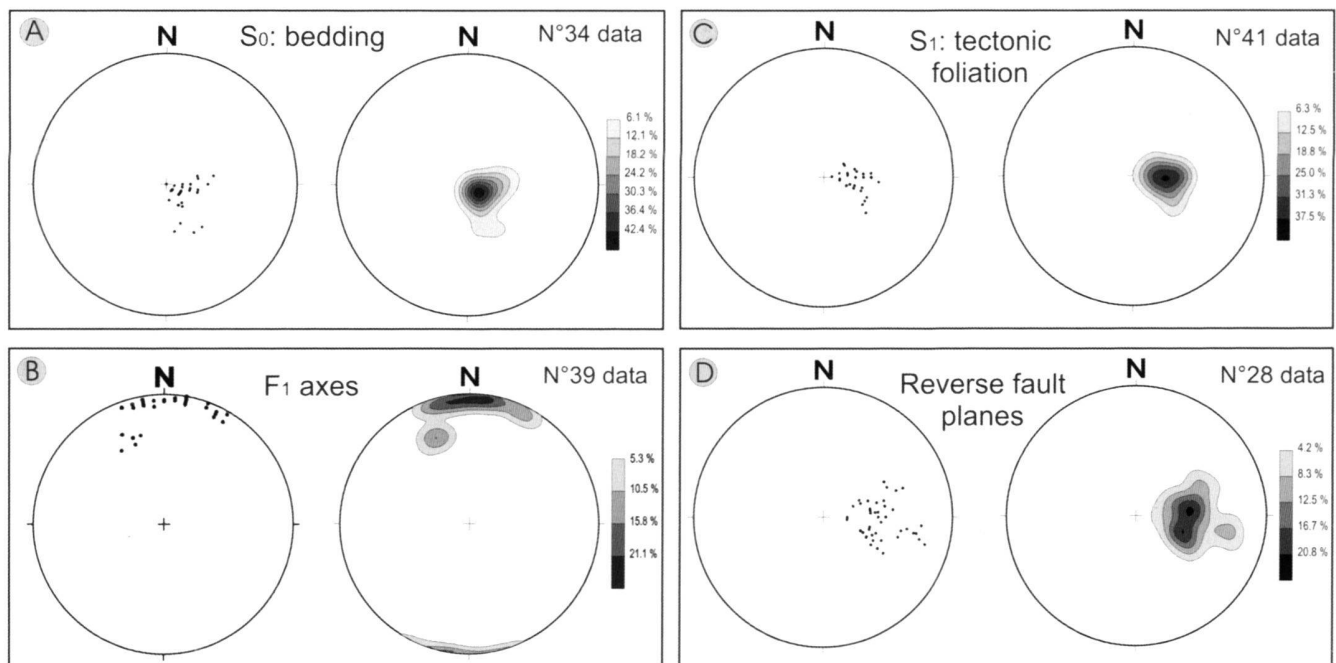 A
N
S0: bedding
N
N°34 data
6.1 %
12.1 %
18.2 %
24.2 %
30.3 %
36.4 %
42.4 %
C
N
S1: tectonic
foliation
N
N°41 data
6.3 %
12.5 %
18.8 %
25.0 %
31.3 %
37.5 %
B
N
F1 axes
N
N°39 data
5.3 %
10.5 %
15.8 %
21.1 %
D
N
Reverse fault
planes
N
N°28 data
4.2 %
8.3 %
12.5 %
16.7 %
20.8 %